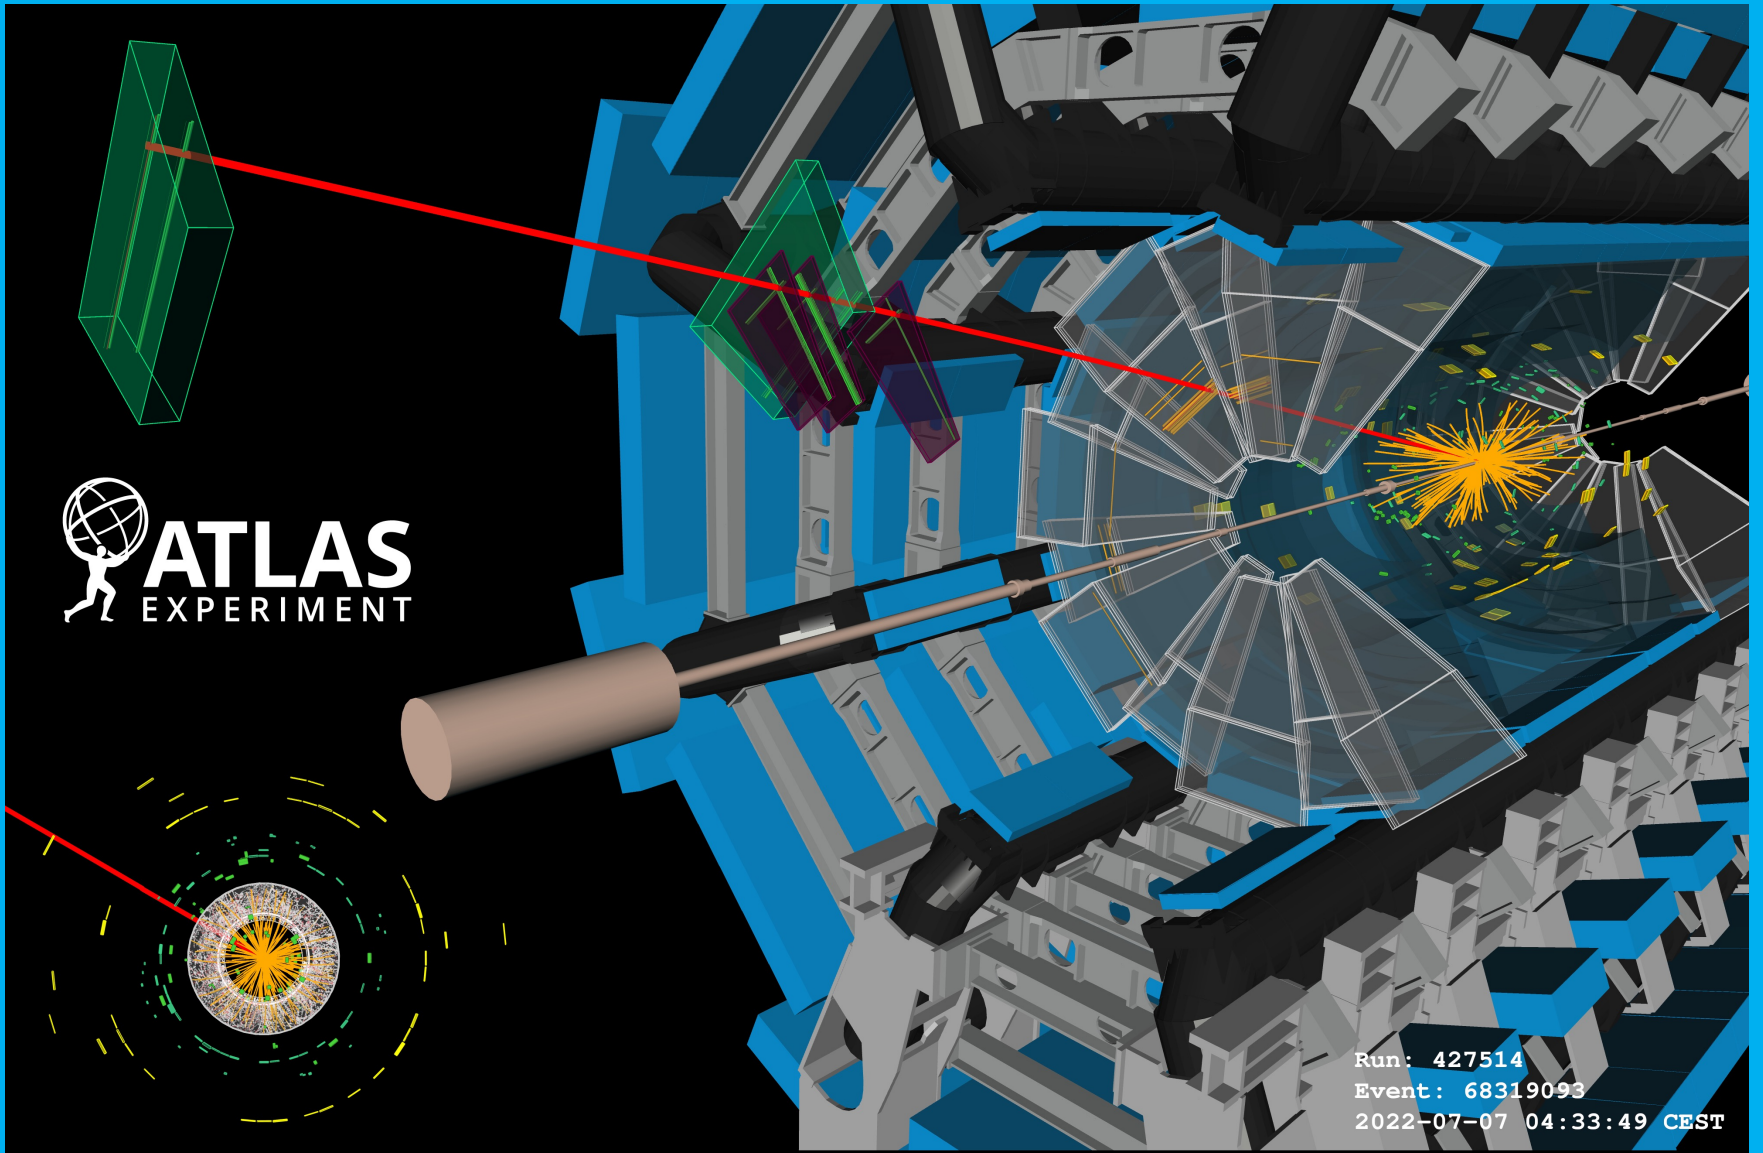 ATLAS
EXPERIMENT
Run: 427514
Event: 68319093
2022-07-07 04:33:49 CEST